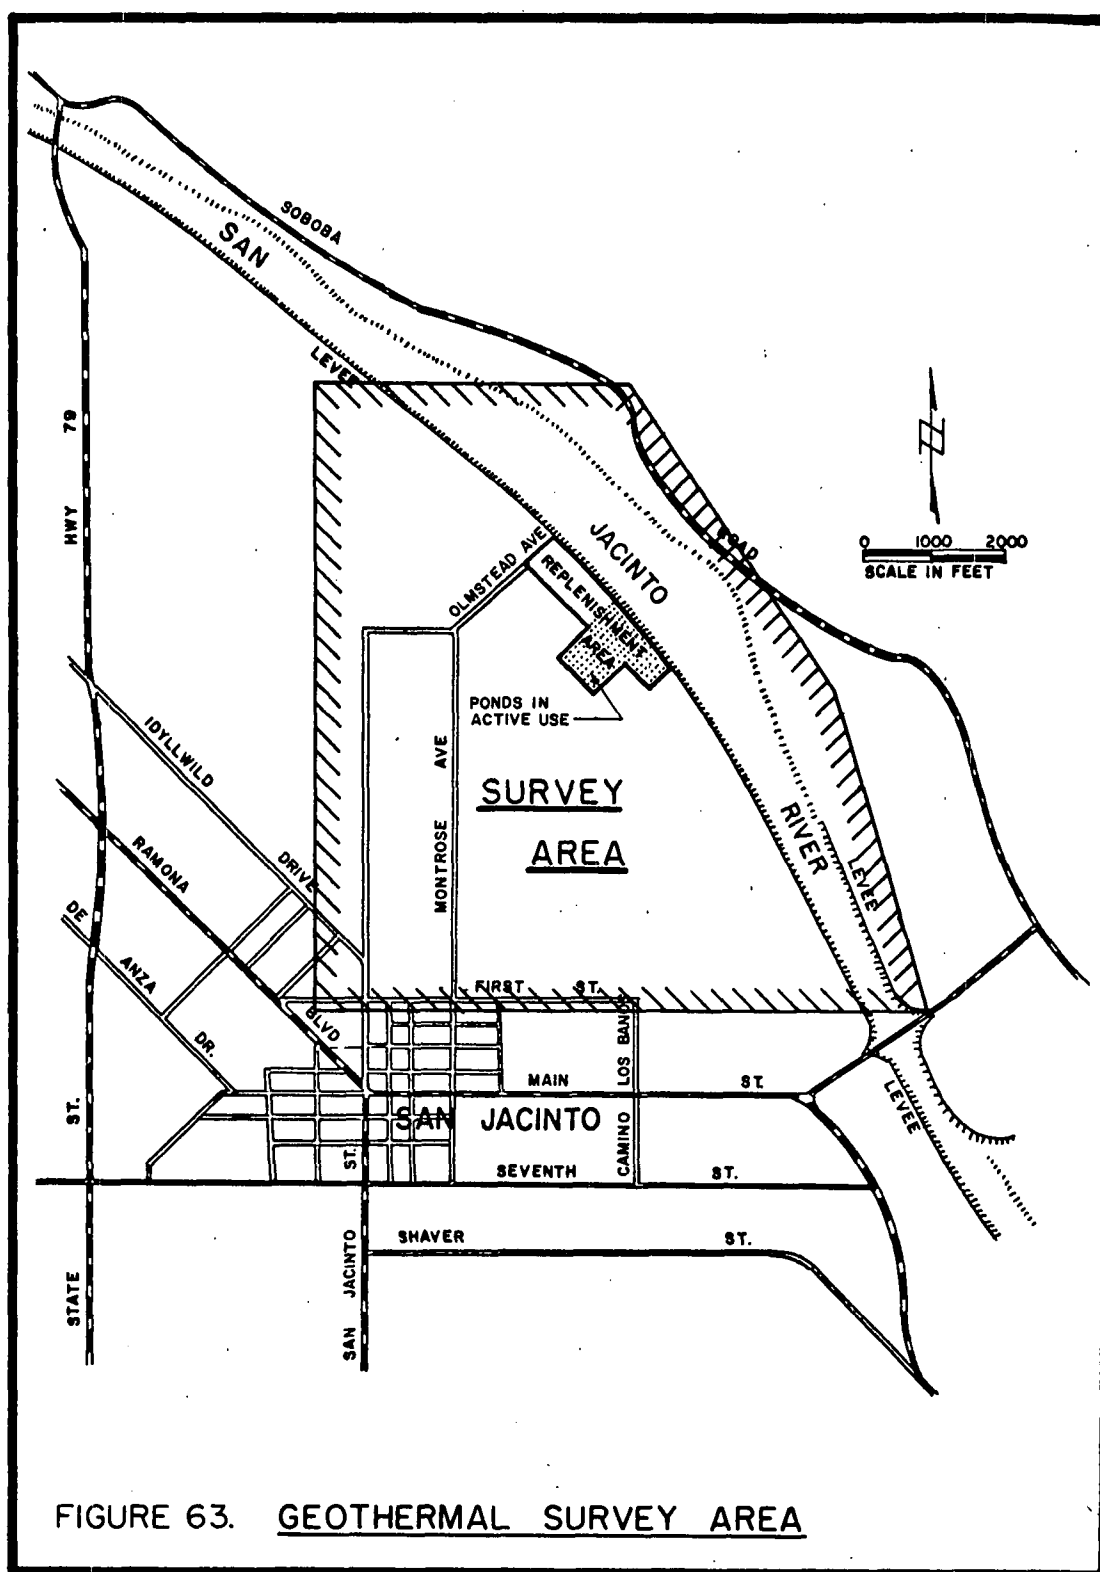 SOBOBA
SAN
LEVEE
HWY 79
JACINTO
ROAD
0 1000 2000
SCALE IN FEET
OLMSTEAD AVE
REPLENISHMENT
AREA
PONDS IN
ACTIVE USE
IDYLLWILD
DRIVE
MONTROSE AVE
SURVEY
AREA
RIVER
LEVEE
RAMONA
BLVD
DE
ANZA
DR.
FIRST ST.
CAMINO LOS BANOS
MAIN ST.
SAN JACINTO
LEVEE
SEVENTH ST.
SHAVER ST.
STATE ST.
SAN JACINTO ST.
FIGURE 63. GEOTHERMAL SURVEY AREA